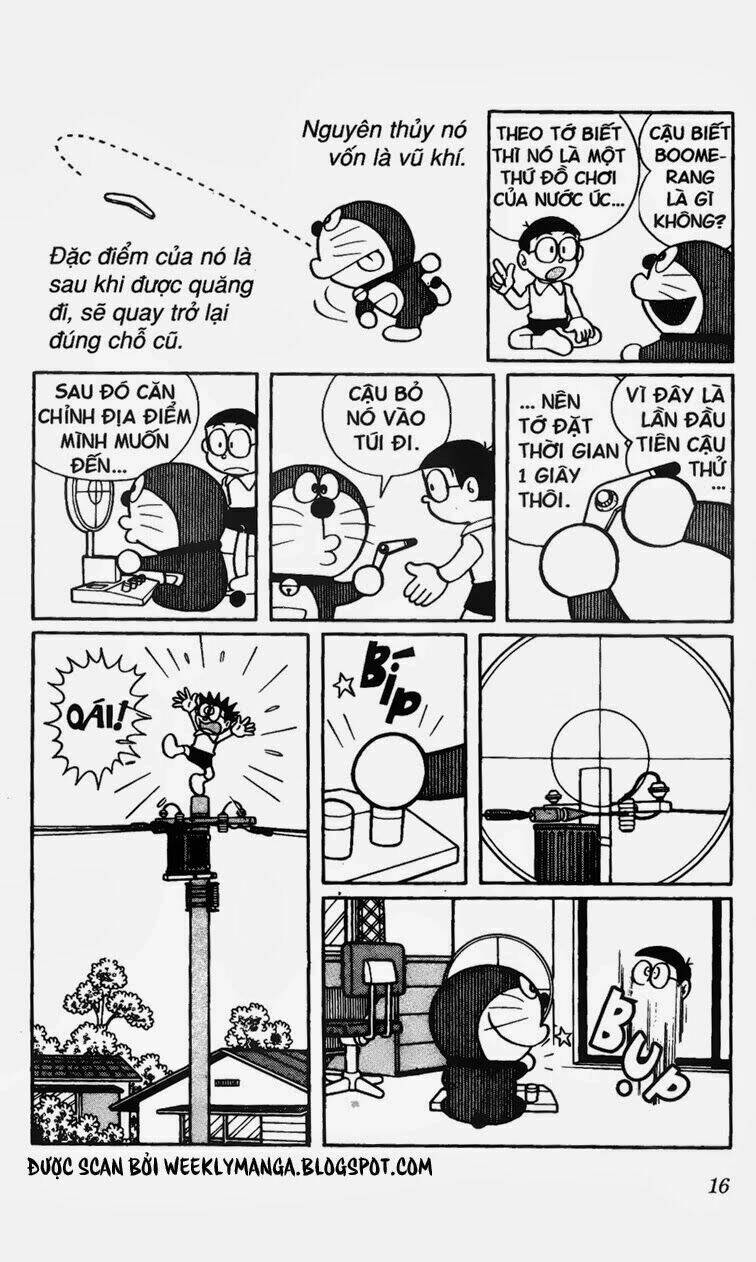 CẬU BIẾT
BOOME-
RANG
LÀ GÌ
KHÔNG?
THEO TỚ BIẾT
THÌ NÓ LÀ MỘT
THỨ ĐỒ CHƠI
CỦA NƯỚC ÚC...
Nguyên thủy nó
vốn là vũ khí.
Đặc điểm của nó là
sau khi được quăng
đi, sẽ quay trở lại
đúng chỗ cũ.
VÌ ĐÂY LÀ
LẦN ĐẦU
TIÊN CẬU
THỬ
...
... NÊN
TỚ ĐẶT
THỜI GIAN
1 GIÂY
THÔI.
CẬU BỎ
NÓ VÀO
TÚI ĐI.
SAU ĐÓ CĂN
CHỈNH ĐỊA ĐIỂM
MÌNH MUỐN
ĐẾN...
BÍP
OÁI!
BỤP
ĐƯỢC SCAN BỞI WEEKLYMANGA.BLOGSPOT.COM
16